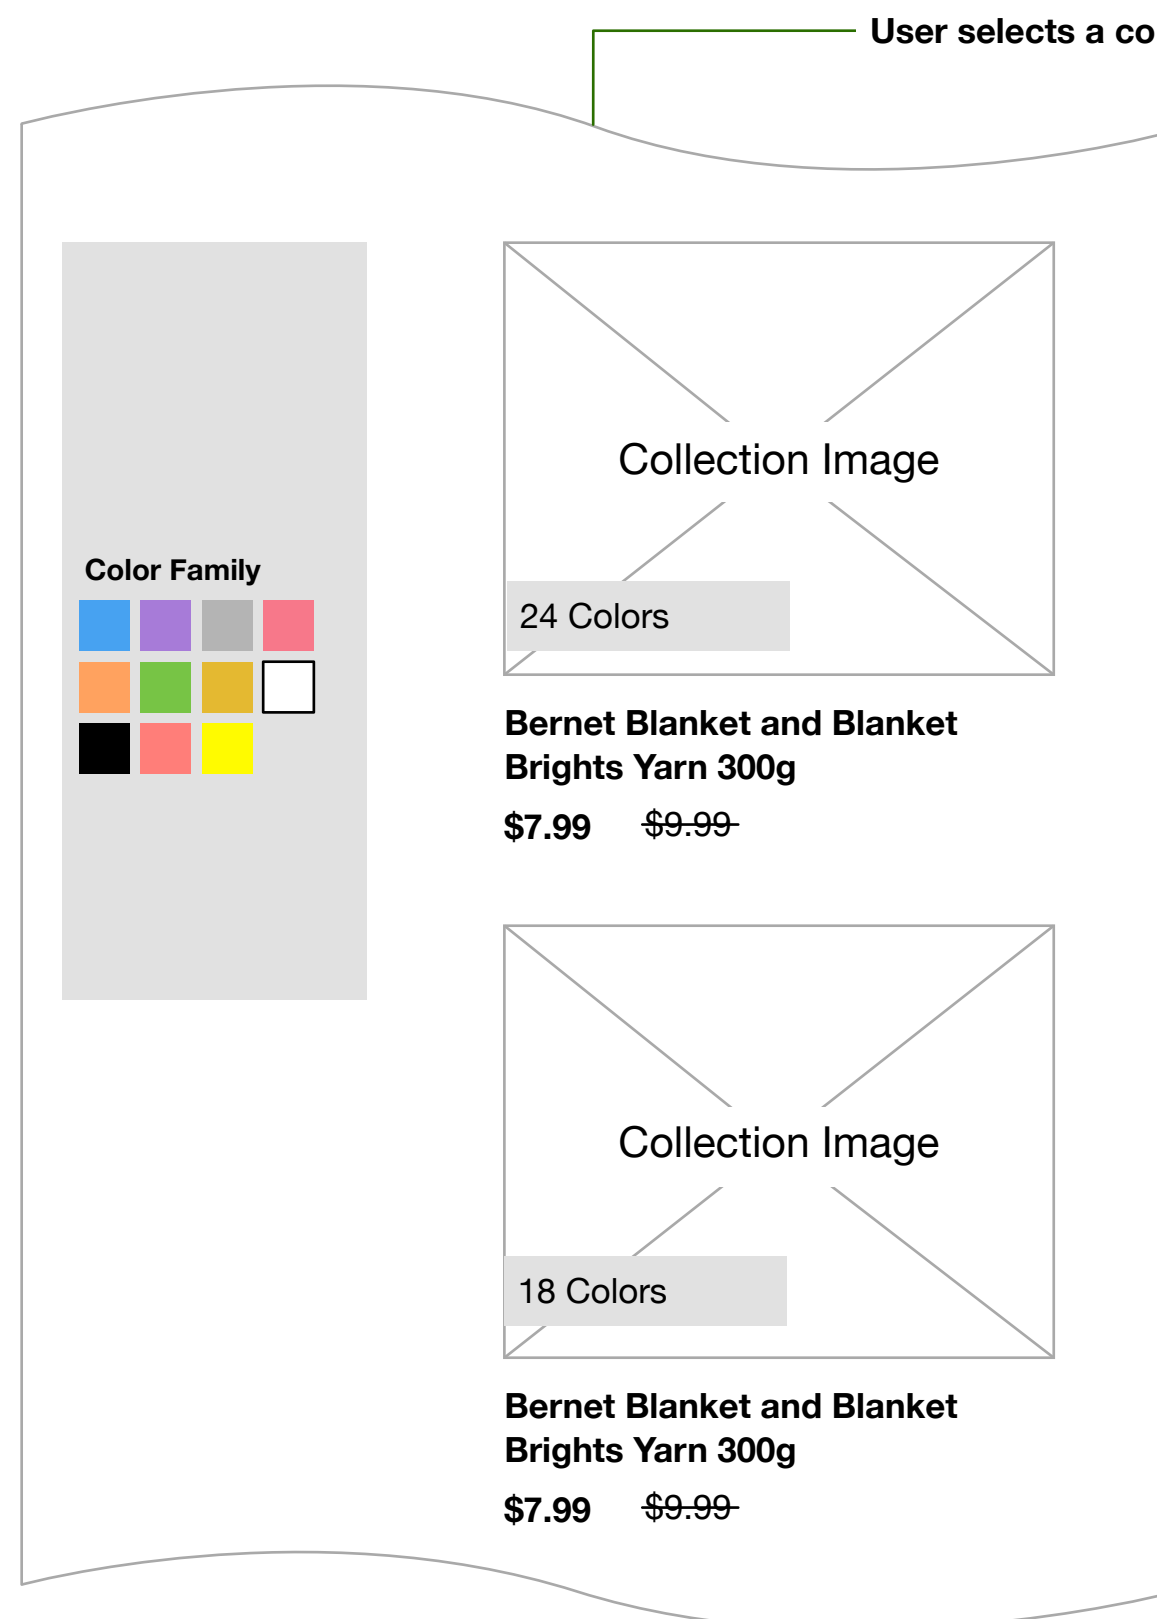 User selects a co
Color Family
Collection Image
24 Colors
Bernet Blanket and Blanket
Brights Yarn 300g
$7.99 $9.99
Collection Image
18 Colors
Bernet Blanket and Blanket
Brights Yarn 300g
$7.99 $9.99